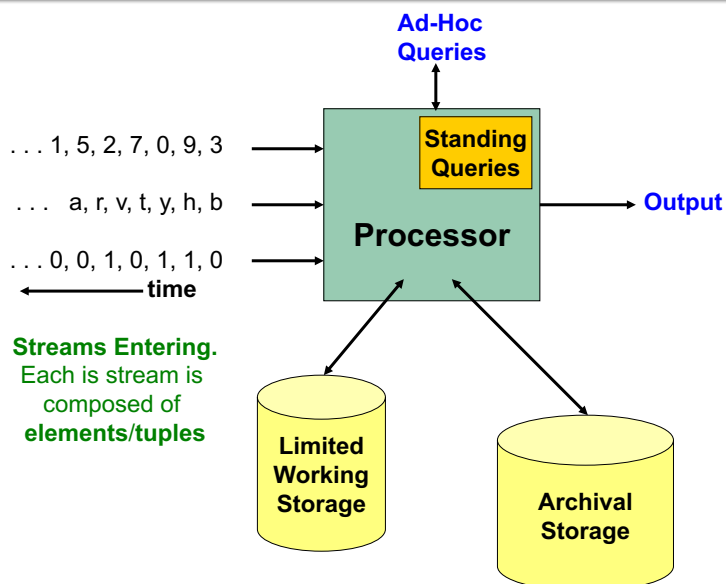 Ad-Hoc
Queries
. . . 1, 5, 2, 7, 0, 9, 3
. . . a, r, v, t, y, h, b
. . . 0, 0, 1, 0, 1, 1, 0
time
Standing
Queries
Processor
Output
Streams Entering.
Each is stream is
composed of
elements/tuples
Limited
Working
Storage
Archival
Storage